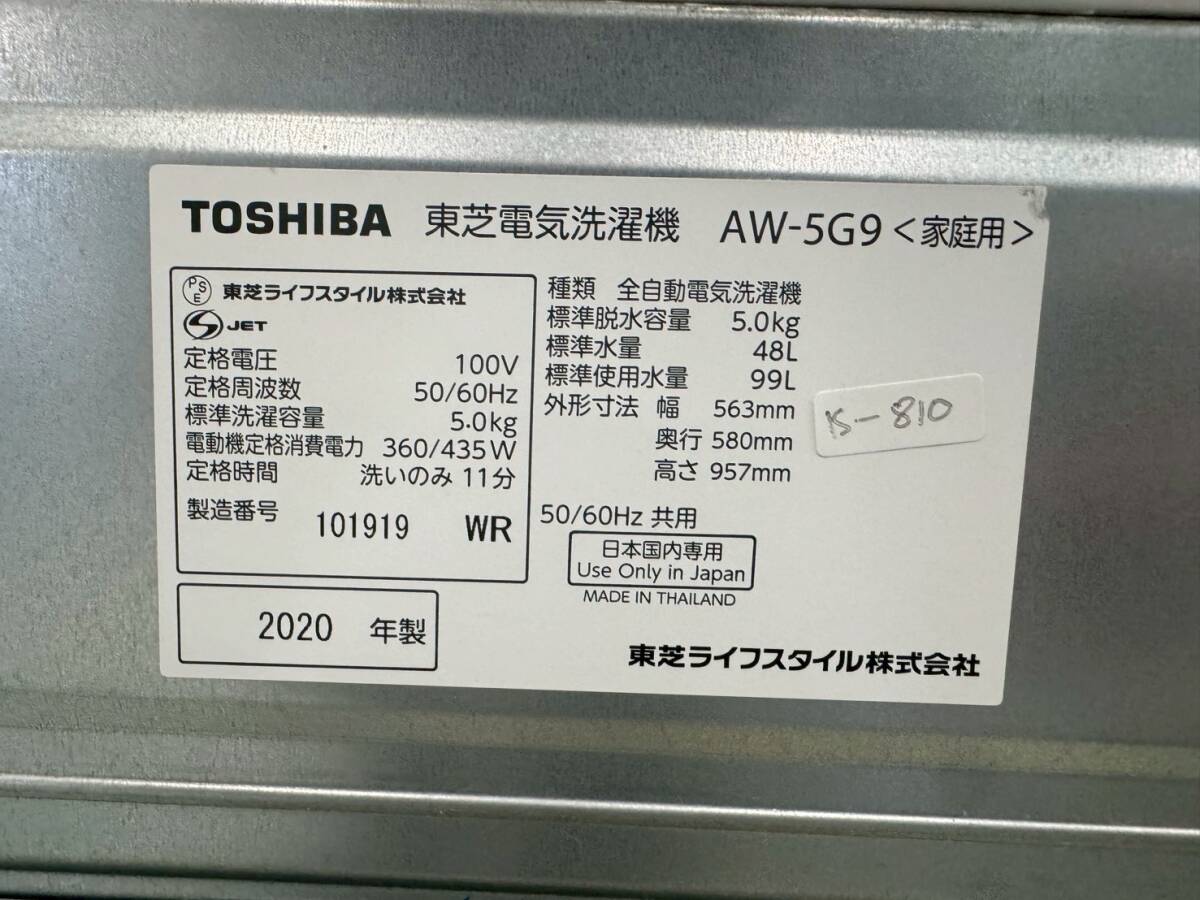 TOSHIBA 東芝電気洗濯機 AW-5G9 <家庭用>
PSE 東芝ライフスタイル株式会社
S JET
定格電圧 100V
定格周波数 50/60Hz
標準洗濯容量 5.0kg
電動機定格消費電力 360/435W
定格時間 洗いのみ 11分
製造番号 101919 WR
2020 年製
種類 全自動電気洗濯機
標準脱水容量 5.0kg
標準水量 48L
標準使用水量 99L
外形寸法 幅 563mm
奥行 580mm
高さ 957mm
50/60Hz 共用
日本国内専用
Use Only in Japan
MADE IN THAILAND
東芝ライフスタイル株式会社
-810